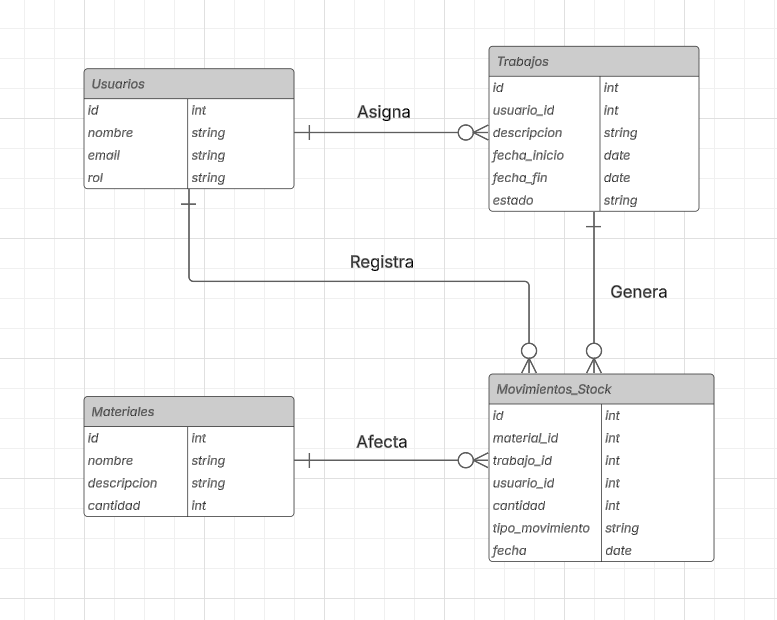 Usuarios
id int
nombre string
email string
rol string
Asigna
Trabajos
id int
usuario_id int
descripcion string
fecha_inicio date
fecha_fin date
estado string
Registra
Genera
Materiales
id int
nombre string
descripcion string
cantidad int
Afecta
Movimientos_Stock
id int
material_id int
trabajo_id int
usuario_id int
cantidad int
tipo_movimiento string
fecha date